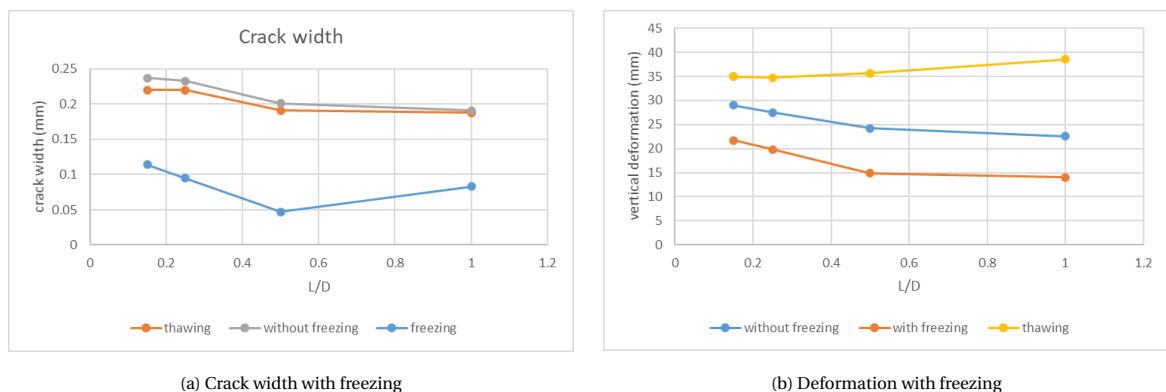 Crack width
0.25
0.2
0.15
0.1
0.05
0
crack width (mm)
0 0.2 0.4 0.6 0.8 1 1.2
L/D
thawing without freezing freezing
(a) Crack width with freezing
45
40
35
30
25
20
15
10
5
0
vertical deformation (mm)
0 0.2 0.4 0.6 0.8 1 1.2
L/D
without freezing with freezing thawing
(b) Deformation with freezing